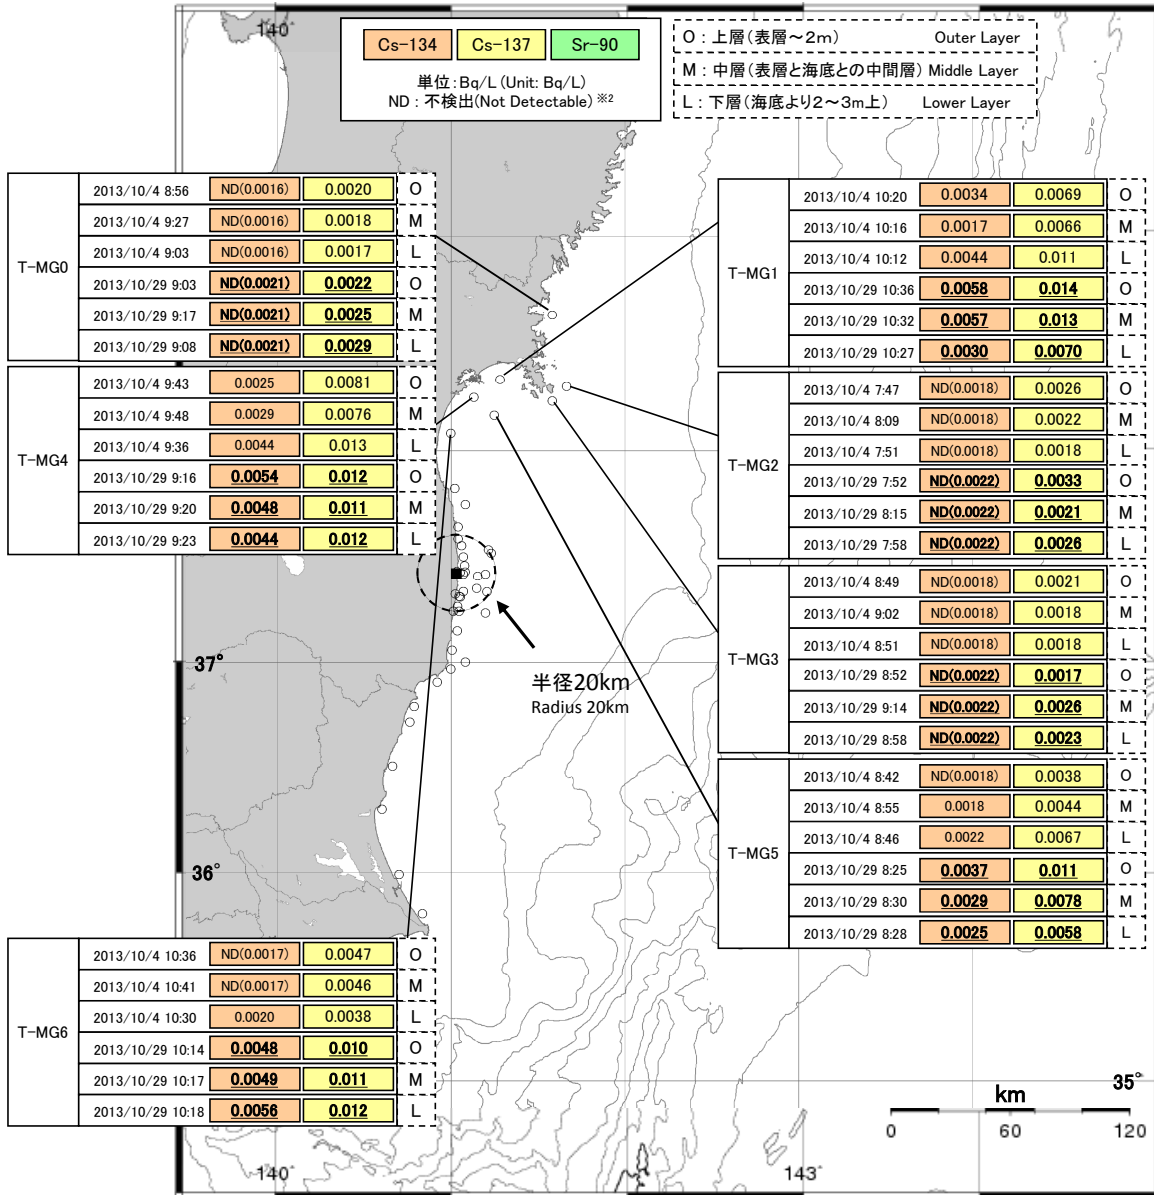 140°
Cs-134 Cs-137 Sr-90
単位:Bq/L (Unit: Bq/L)
ND : 不検出(Not Detectable) ※2
O : 上層(表層～2m) Outer Layer
M : 中層(表層と海底との中間層) Middle Layer
L : 下層(海底より2～3m上) Lower Layer
T-MG0
2013/10/4 8:56 ND(0.0016) 0.0020 O
2013/10/4 9:27 ND(0.0016) 0.0018 M
2013/10/4 9:03 ND(0.0016) 0.0017 L
2013/10/29 9:03 ND(0.0021) 0.0022 O
2013/10/29 9:17 ND(0.0021) 0.0025 M
2013/10/29 9:08 ND(0.0021) 0.0029 L
T-MG4
2013/10/4 9:43 0.0025 0.0081 O
2013/10/4 9:48 0.0029 0.0076 M
2013/10/4 9:36 0.0044 0.013 L
2013/10/29 9:16 0.0054 0.012 O
2013/10/29 9:20 0.0048 0.011 M
2013/10/29 9:23 0.0044 0.012 L
T-MG1
2013/10/4 10:20 0.0034 0.0069 O
2013/10/4 10:16 0.0017 0.0066 M
2013/10/4 10:12 0.0044 0.011 L
2013/10/29 10:36 0.0058 0.014 O
2013/10/29 10:32 0.0057 0.013 M
2013/10/29 10:27 0.0030 0.0070 L
T-MG2
2013/10/4 7:47 ND(0.0018) 0.0026 O
2013/10/4 8:09 ND(0.0018) 0.0022 M
2013/10/4 7:51 ND(0.0018) 0.0018 L
2013/10/29 7:52 ND(0.0022) 0.0033 O
2013/10/29 8:15 ND(0.0022) 0.0021 M
2013/10/29 7:58 ND(0.0022) 0.0026 L
T-MG3
2013/10/4 8:49 ND(0.0018) 0.0021 O
2013/10/4 9:02 ND(0.0018) 0.0018 M
2013/10/4 8:51 ND(0.0018) 0.0018 L
2013/10/29 8:52 ND(0.0022) 0.0017 O
2013/10/29 9:14 ND(0.0022) 0.0026 M
2013/10/29 8:58 ND(0.0022) 0.0023 L
T-MG5
2013/10/4 8:42 ND(0.0018) 0.0038 O
2013/10/4 8:55 0.0018 0.0044 M
2013/10/4 8:46 0.0022 0.0067 L
2013/10/29 8:25 0.0037 0.011 O
2013/10/29 8:30 0.0029 0.0078 M
2013/10/29 8:28 0.0025 0.0058 L
37°
半径20km
Radius 20km
36°
T-MG6
2013/10/4 10:36 ND(0.0017) 0.0047 O
2013/10/4 10:41 ND(0.0017) 0.0046 M
2013/10/4 10:30 0.0020 0.0038 L
2013/10/29 10:14 0.0048 0.010 O
2013/10/29 10:17 0.0049 0.011 M
2013/10/29 10:18 0.0056 0.012 L
35°
km
0 60 120
140° 143°